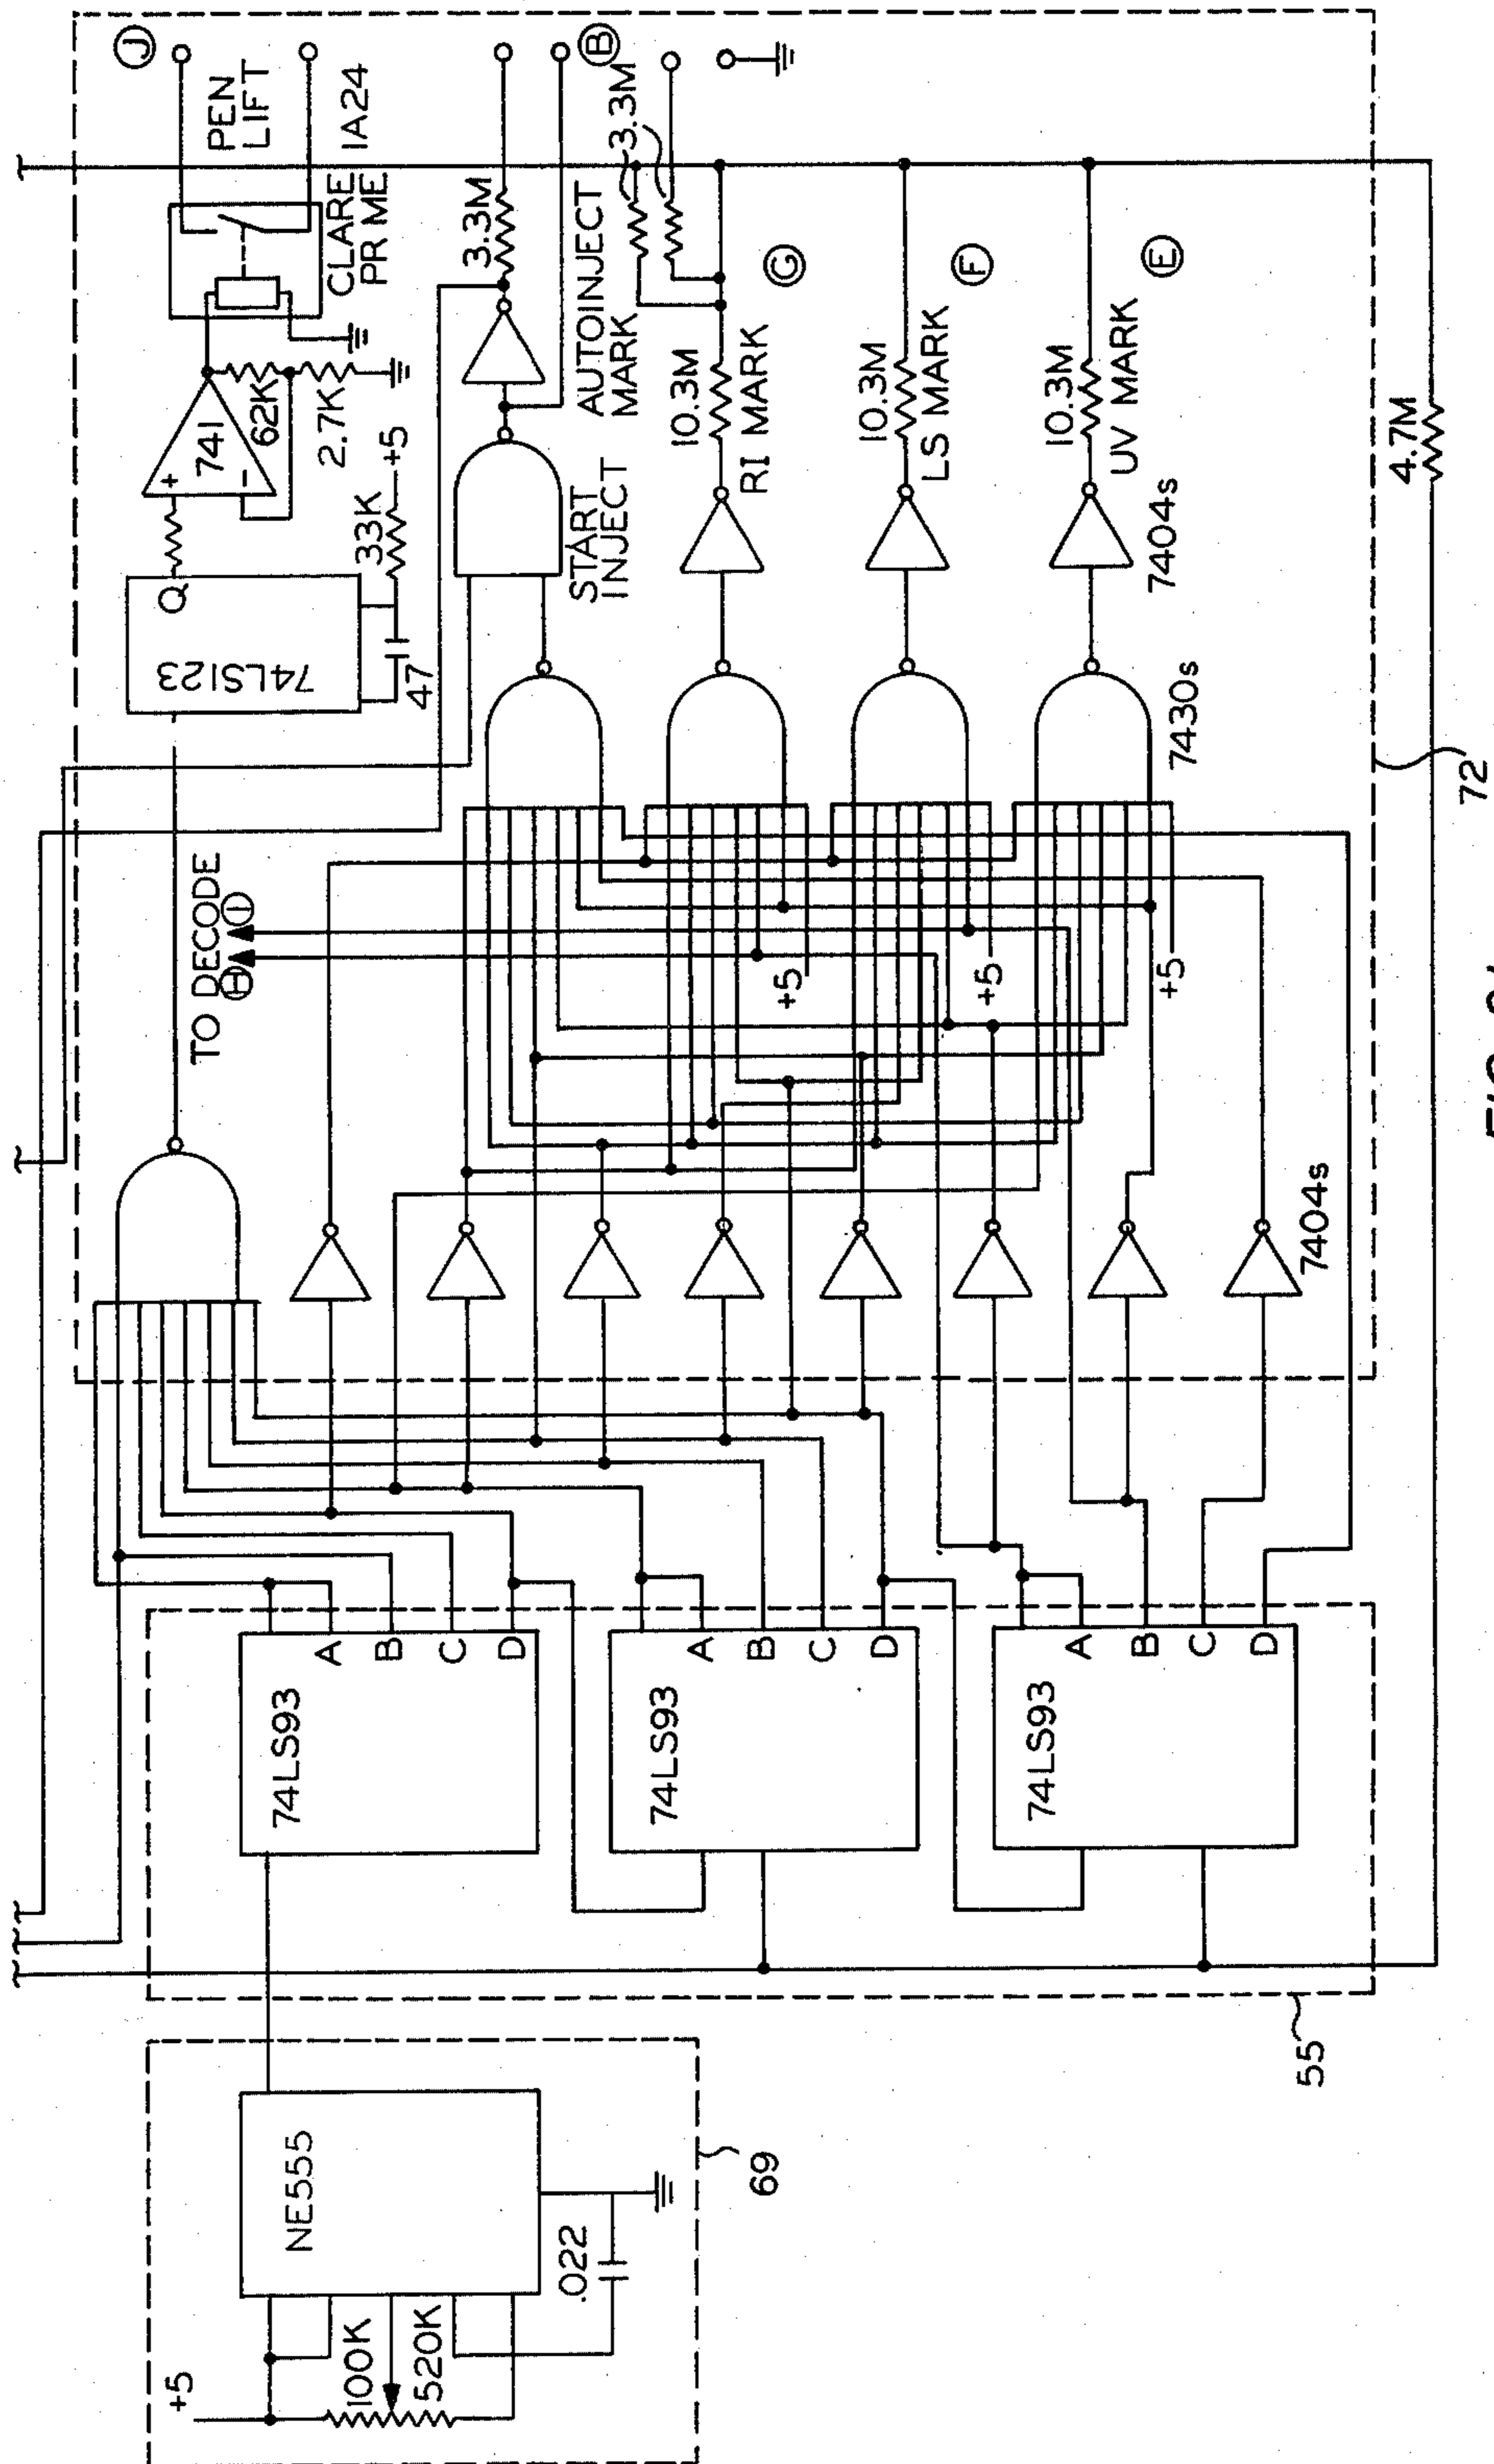 J
PEN
LIFT
1A24
CLARE
PR ME
741
+
-
62K
2.7K
+5
33K
47
Q
74LS123
3.3M
B
3.3M
AUTOINJECT
MARK
START
INJECT
G
10.3M
RI MARK
F
10.3M
LS MARK
E
10.3M
UV MARK
7404s
4.7M
7430s
72
TO DECODE
H
I
+5
+5
+5
7404s
74LS93
A
B
C
D
74LS93
A
B
C
D
74LS93
A
B
C
D
55
NE555
69
+5
100K
520K
.022